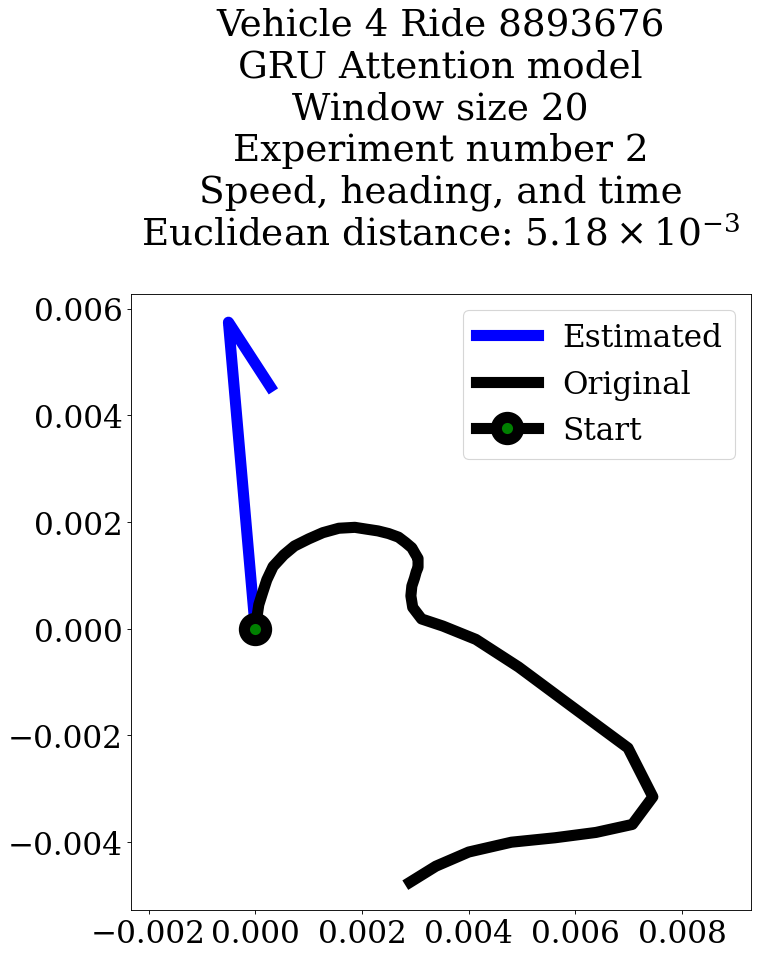 Vehicle 4 Ride 8893676
GRU Attention model
Window size 20
Experiment number 2
Speed, heading, and time
Euclidean distance: 5.18 × 10⁻³
Estimated
Original
Start
0.006
0.004
0.002
0.000
−0.002
−0.004
−0.002 0.000 0.002 0.004 0.006 0.008